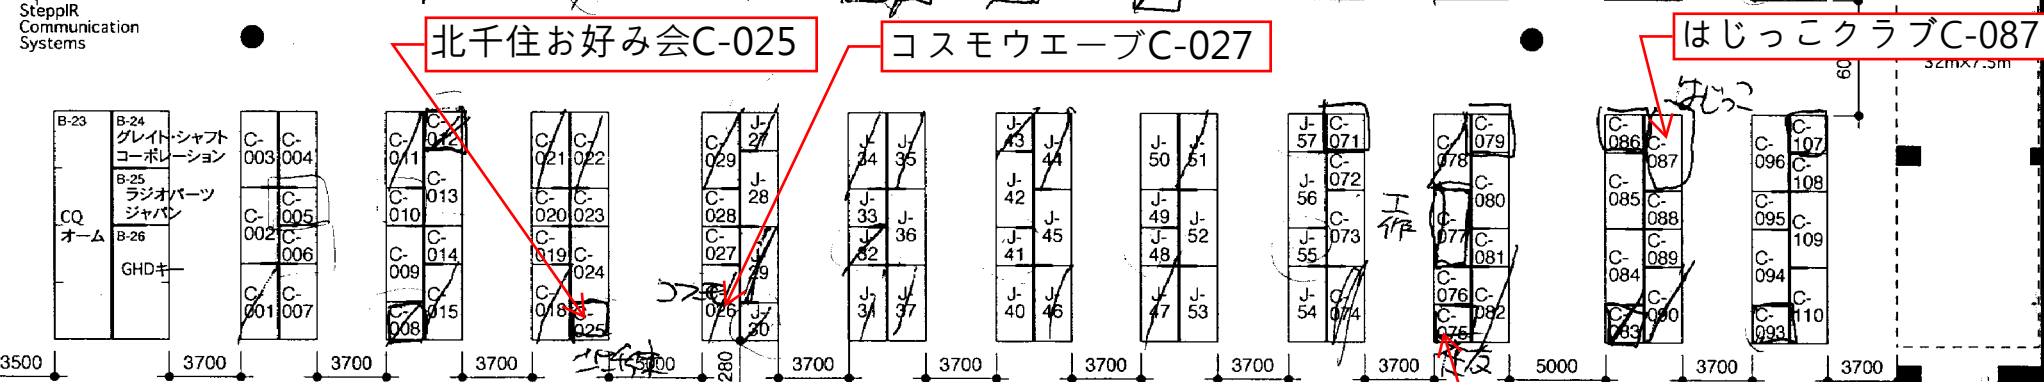 SteppIR
Communication
Systems
北千住お好み会C-025
コスモウエーブC-027
はじっこクラブC-087
32m×7.5m
60
はじっこ
B-23
CQ
オーム
B-24
グレイト・シャフト
コーポレーション
B-25
ラジオパーツ
ジャパン
B-26
GHDキー
C-003
C-002
C-001
C-004
C-005
C-006
C-007
C-011
C-010
C-009
C-008
C-012
C-013
C-014
C-015
C-021
C-020
C-019
C-018
C-022
C-023
C-024
C-025
C-029
C-028
C-027
C-026
コスモ
J-27
J-28
J-29
J-30
J-34
J-33
J-32
J-31
J-35
J-36
J-37
J-43
J-42
J-41
J-40
J-44
J-45
J-46
J-50
J-49
J-48
J-47
J-51
J-52
J-53
J-57
J-56
J-55
J-54
C-071
C-072
C-073
C-074
工作
C-078
C-077
C-076
C-075
C-079
C-080
C-081
C-082
C-086
C-085
C-084
C-083
C-087
C-088
C-089
C-090
C-096
C-095
C-094
C-093
C-107
C-108
C-109
C-110
3500 3700 3700 3700 5000 280 3700 3700 3700 3700 3700 5000 3700 3700